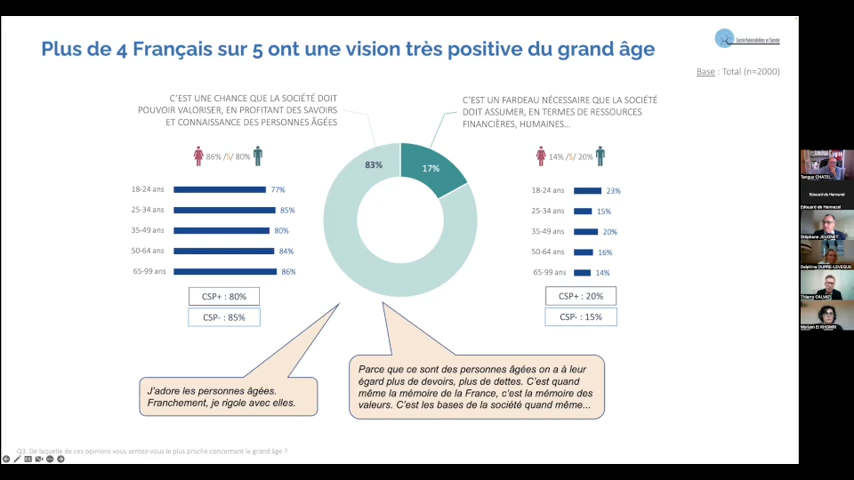 Plus de 4 Français sur 5 ont une vision très positive du grand âge
Cercle Vulnérabilités et Société
Base : Total (n=2000)
C'EST UNE CHANCE QUE LA SOCIÉTÉ DOIT
POUVOIR VALORISER, EN PROFITANT DES SAVOIRS
ET CONNAISSANCE DES PERSONNES ÂGÉES
86% /S/ 80%
18-24 ans 77%
25-34 ans 85%
35-49 ans 80%
50-64 ans 84%
65-99 ans 86%
CSP+ : 80%
CSP- : 85%
83%
17%
C'EST UN FARDEAU NÉCESSAIRE QUE LA SOCIÉTÉ
DOIT ASSUMER, EN TERMES DE RESSOURCES
FINANCIÈRES, HUMAINES...
14% /S/ 20%
18-24 ans 23%
25-34 ans 15%
35-49 ans 20%
50-64 ans 16%
65-99 ans 14%
CSP+ : 20%
CSP- : 15%
J'adore les personnes âgées.
Franchement, je rigole avec elles.
Parce que ce sont des personnes âgées on a à leur
égard plus de devoirs, plus de dettes. C'est quand
même la mémoire de la France, c'est la mémoire des
valeurs. C'est les bases de la société quand même...
Q3. De laquelle de ces opinions vous sentez-vous le plus proche concernant le grand âge ?
Tanguy CHATEL
Edouard de Hennezel
Edouard de Hennezel
Delphine DUPRE-LEVEQUE
Thierry CALVAT
Mariam El KHOMRI